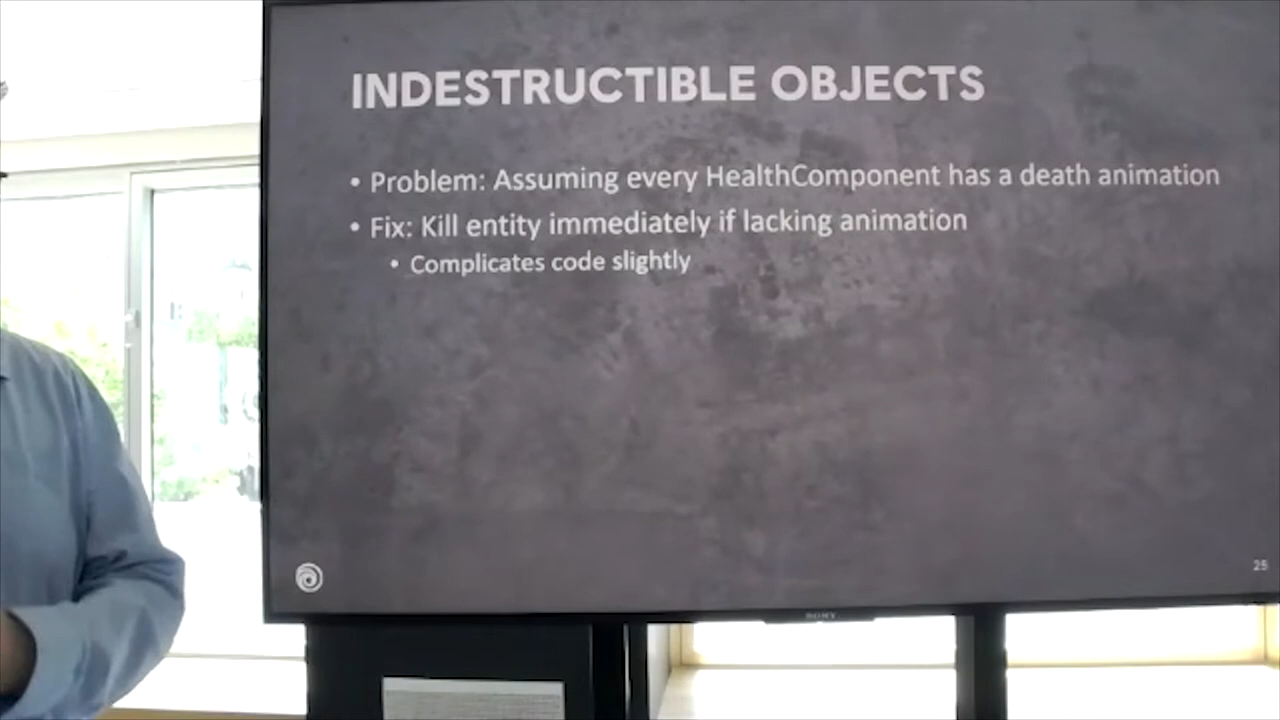 INDESTRUCTIBLE OBJECTS
• Problem: Assuming every HealthComponent has a death animation
• Fix: Kill entity immediately if lacking animation
• Complicates code slightly
25
SONY